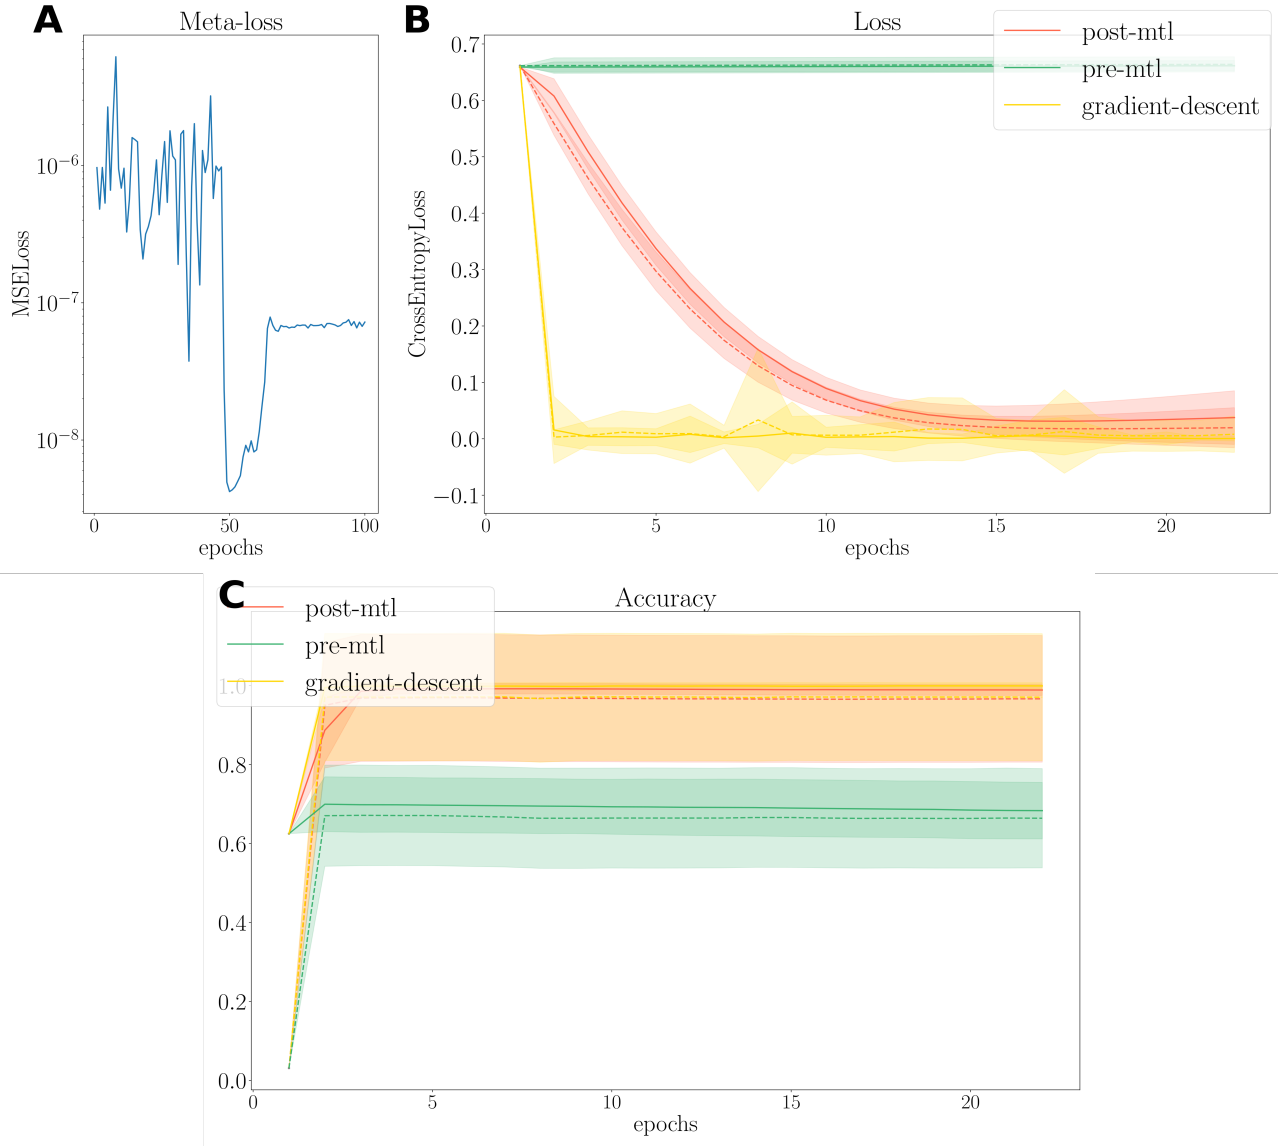 A
Meta-loss
MSELoss
10⁻⁶
10⁻⁷
10⁻⁸
0
50
100
epochs
B
Loss
post-mtl
pre-mtl
gradient-descent
CrossEntropyLoss
0.7
0.6
0.5
0.4
0.3
0.2
0.1
0.0
−0.1
0
5
10
15
20
epochs
C
Accuracy
post-mtl
pre-mtl
gradient-descent
1.0
0.8
0.6
0.4
0.2
0.0
0
5
10
15
20
epochs